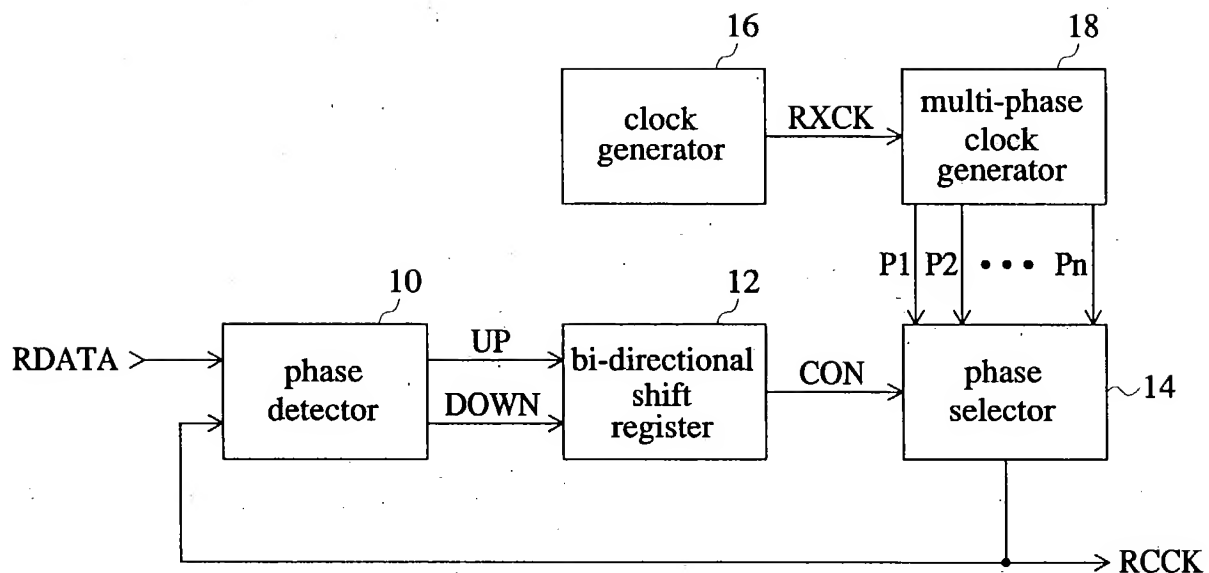 16
18
clock
generator
RXCK
multi-phase
clock
generator
P1 P2 ••• Pn
10
12
RDATA
phase
detector
UP
DOWN
bi-directional
shift
register
CON
phase
selector
14
RCCK